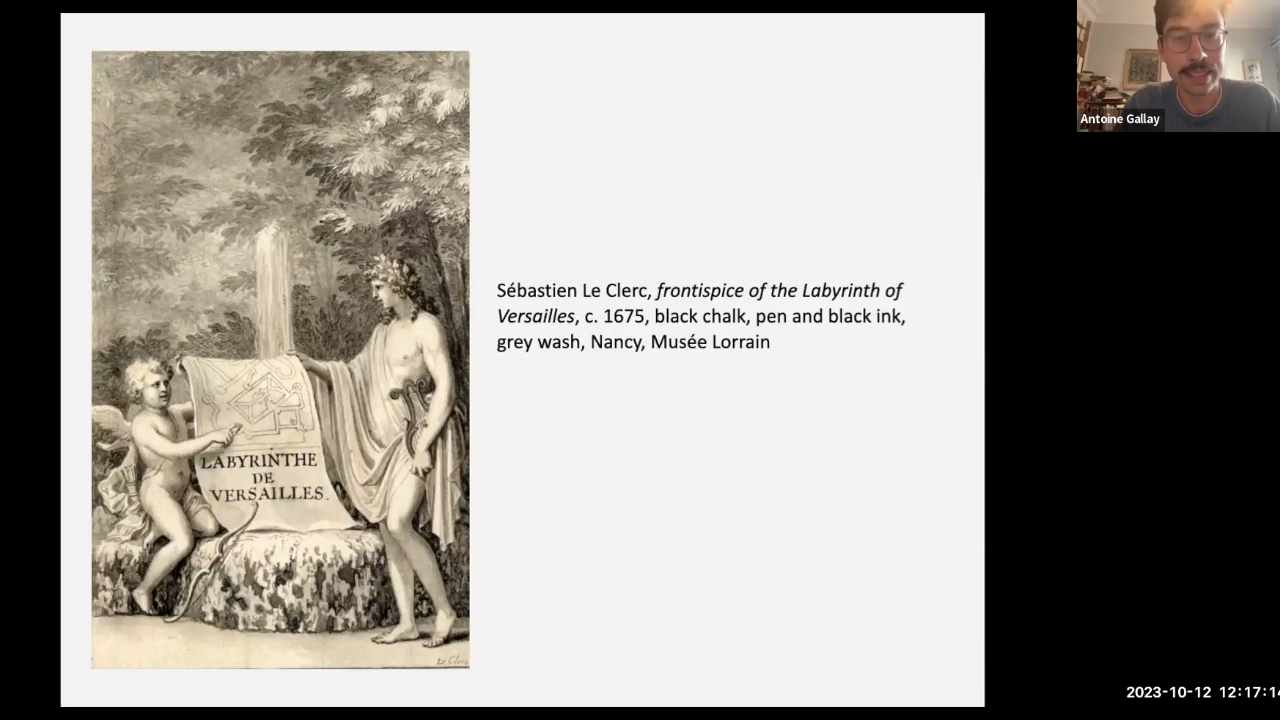 Antoine Gallay
Sébastien Le Clerc, frontispice of the Labyrinth of
Versailles, c. 1675, black chalk, pen and black ink,
grey wash, Nancy, Musée Lorrain
LABYRINTHE
DE
VERSAILLES.
Le Clerc
2023-10-12 12:17:14